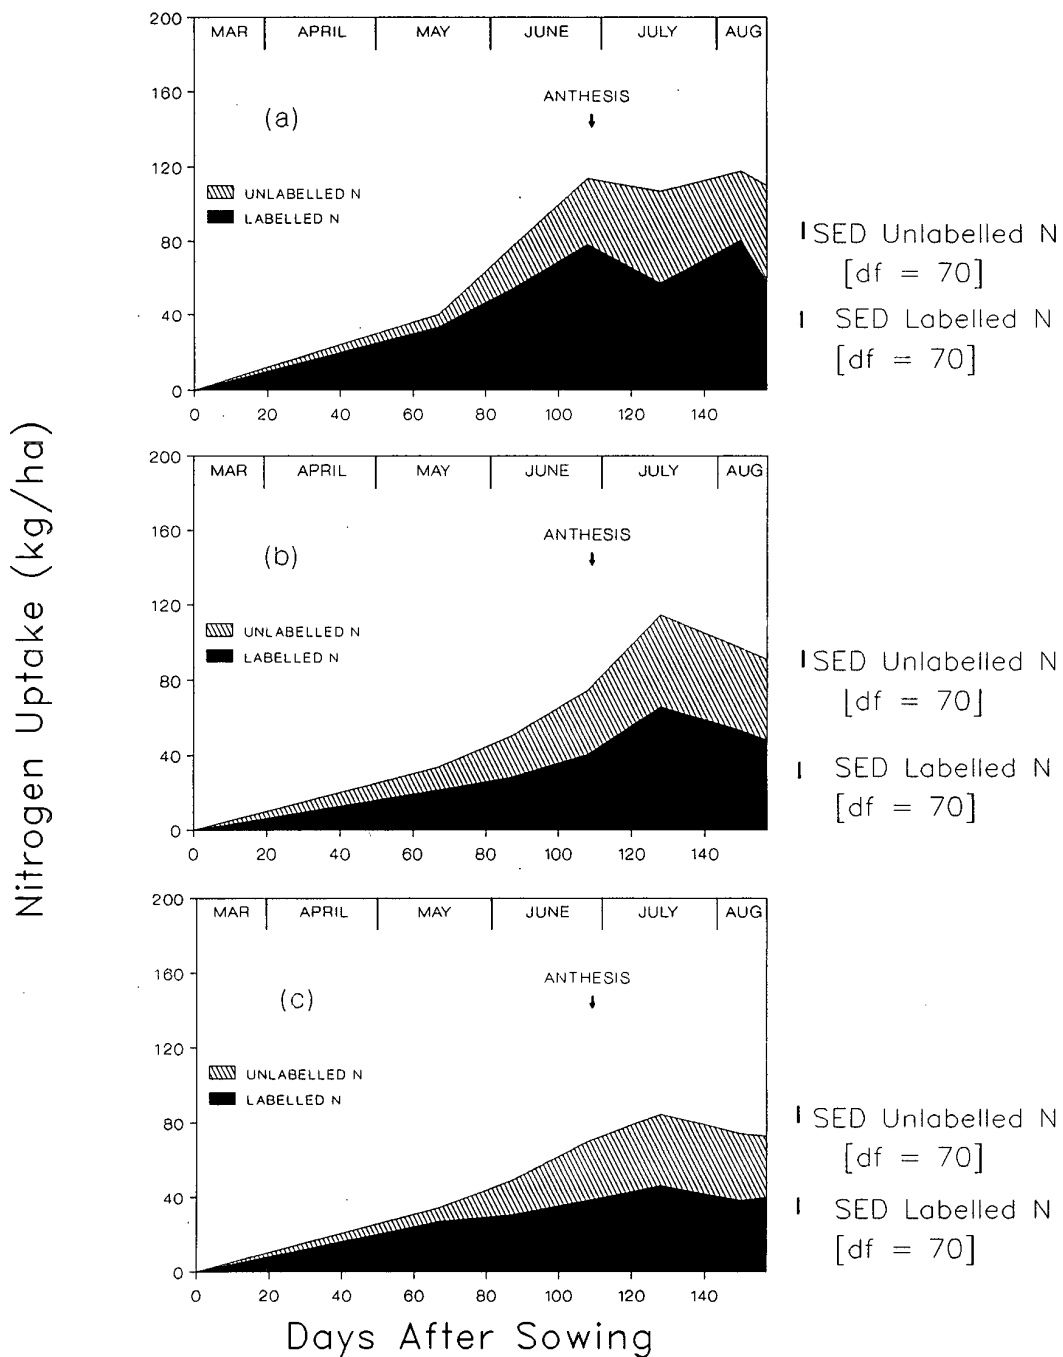 Nitrogen Uptake (kg/ha)
200
160
120
80
40
0
MAR APRIL MAY JUNE JULY AUG
ANTHESIS
(a)
UNLABELLED N
LABELLED N
0 20 40 60 80 100 120 140
SED Unlabelled N
[df = 70]
SED Labelled N
[df = 70]
200
160
120
80
40
0
MAR APRIL MAY JUNE JULY AUG
ANTHESIS
(b)
UNLABELLED N
LABELLED N
0 20 40 60 80 100 120 140
SED Unlabelled N
[df = 70]
SED Labelled N
[df = 70]
200
160
120
80
40
0
MAR APRIL MAY JUNE JULY AUG
ANTHESIS
(c)
UNLABELLED N
LABELLED N
0 20 40 60 80 100 120 140
SED Unlabelled N
[df = 70]
SED Labelled N
[df = 70]
Days After Sowing